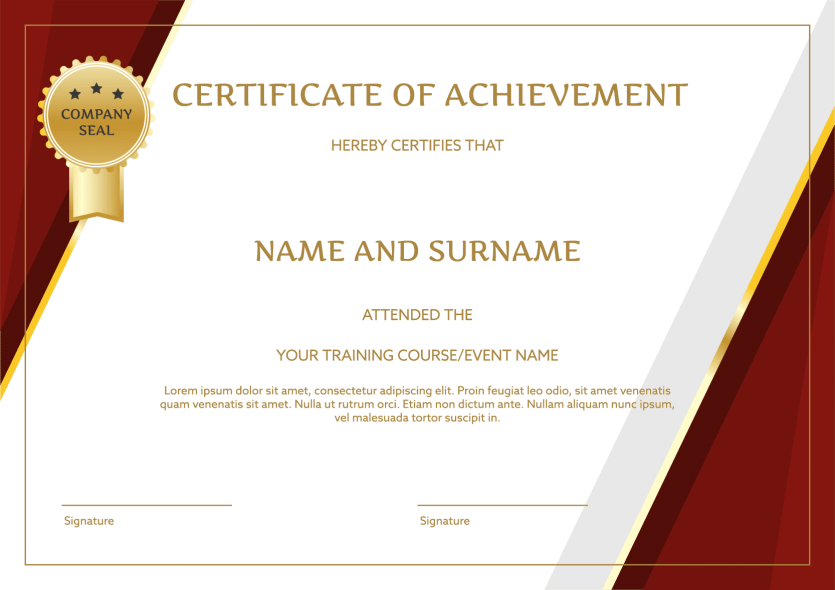 CERTIFICATE OF ACHIEVEMENT
COMPANY
SEAL
HEREBY CERTIFIES THAT
NAME AND SURNAME
ATTENDED THE
YOUR TRAINING COURSE/EVENT NAME
Lorem ipsum dolor sit amet, consectetur adipiscing elit. Proin feugiat leo odio, sit amet venenatis
quam venenatis sit amet. Nulla ut rutrum orci. Etiam non dictum ante. Nullam aliquam nunc ipsum,
vel malesuada tortor suscipit in.
Signature
Signature